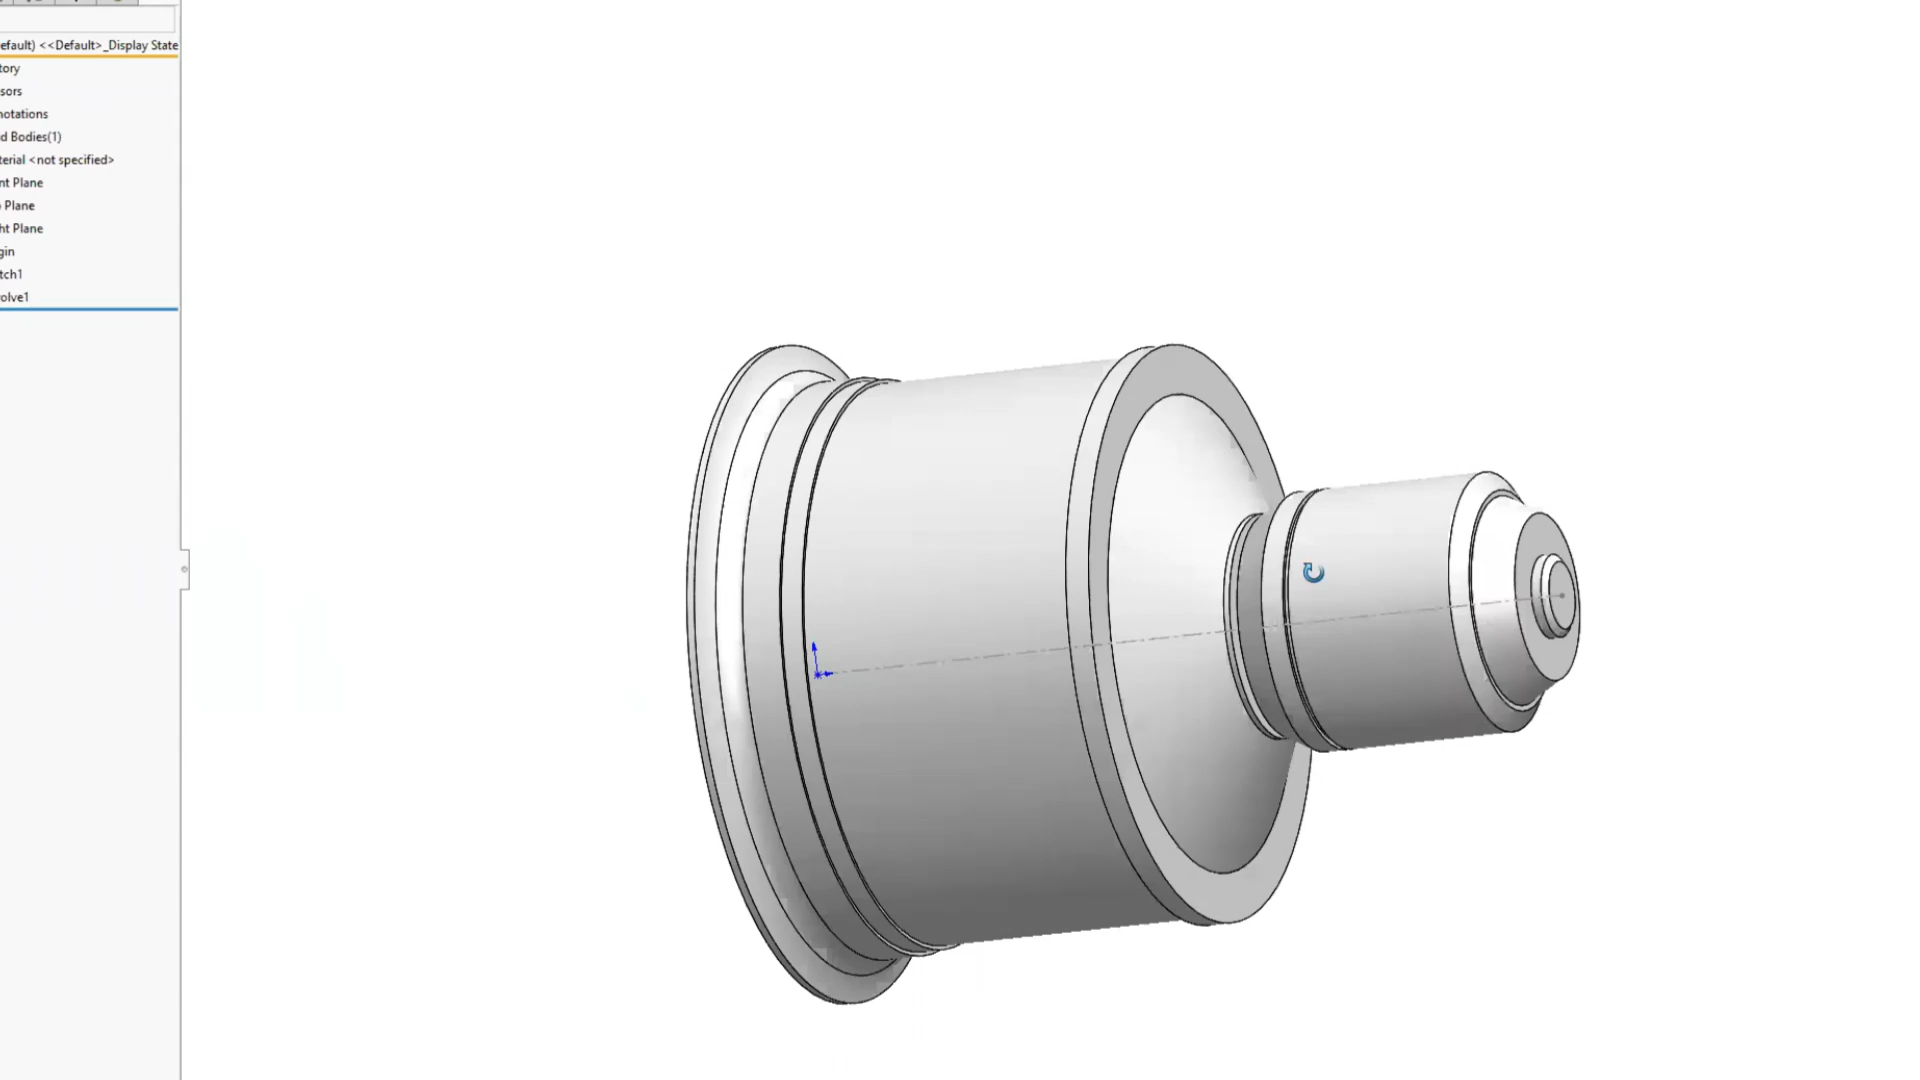 efault) <<Default>_Display State
tory
sors
notations
d Bodies(1)
terial <not specified>
nt Plane
Plane
ht Plane
gin
tch1
olve1